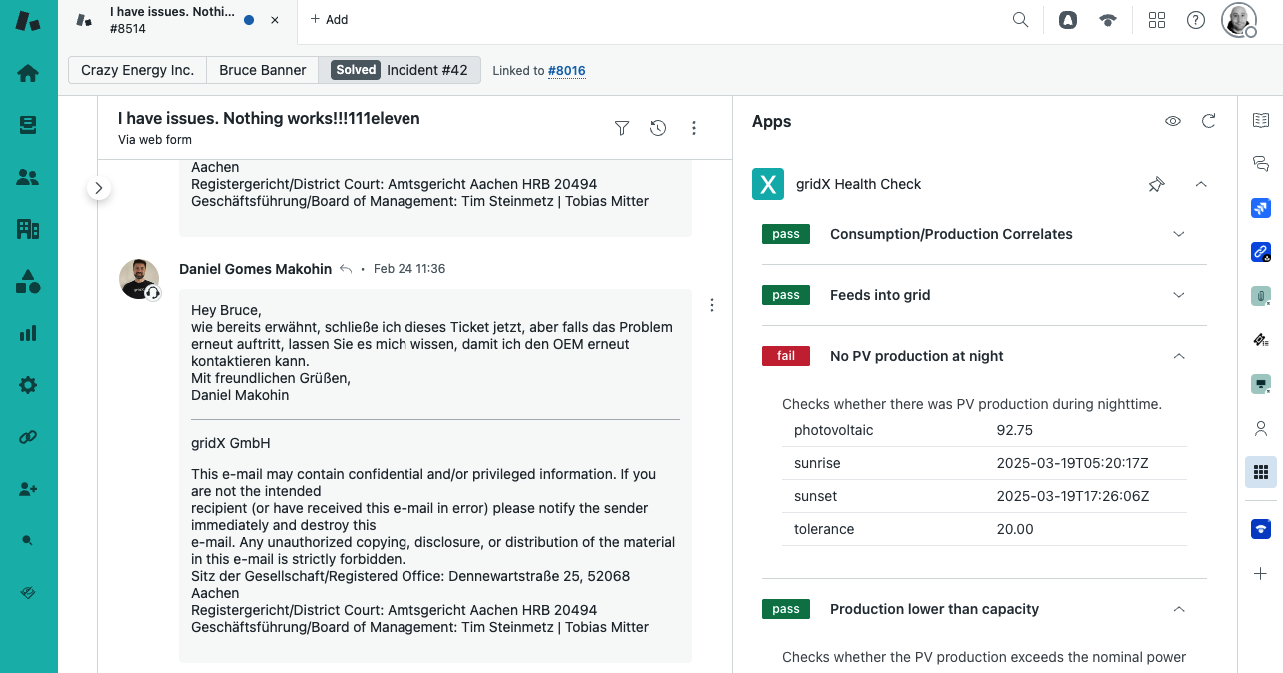 I have issues. Nothi...
#8514
Add
Crazy Energy Inc.
Bruce Banner
Solved Incident #42
Linked to #8016
I have issues. Nothing works!!!111eleven
Via web form
Aachen
Registergericht/District Court: Amtsgericht Aachen HRB 20494
Geschäftsführung/Board of Management: Tim Steinmetz | Tobias Mitter
Daniel Gomes Makohin • Feb 24 11:36
Hey Bruce,
wie bereits erwähnt, schließe ich dieses Ticket jetzt, aber falls das Problem
erneut auftritt, lassen Sie es mich wissen, damit ich den OEM erneut
kontaktieren kann.
Mit freundlichen Grüßen,
Daniel Makohin
gridX GmbH
This e-mail may contain confidential and/or privileged information. If you
are not the intended
recipient (or have received this e-mail in error) please notify the sender
immediately and destroy this
e-mail. Any unauthorized copying, disclosure, or distribution of the material
in this e-mail is strictly forbidden.
Sitz der Gesellschaft/Registered Office: Dennewartstraße 25, 52068
Aachen
Registergericht/District Court: Amtsgericht Aachen HRB 20494
Geschäftsführung/Board of Management: Tim Steinmetz | Tobias Mitter
Apps
X gridX Health Check
pass Consumption/Production Correlates
pass Feeds into grid
fail No PV production at night
Checks whether there was PV production during nighttime.
photovoltaic 92.75
sunrise 2025-03-19T05:20:17Z
sunset 2025-03-19T17:26:06Z
tolerance 20.00
pass Production lower than capacity
Checks whether the PV production exceeds the nominal power